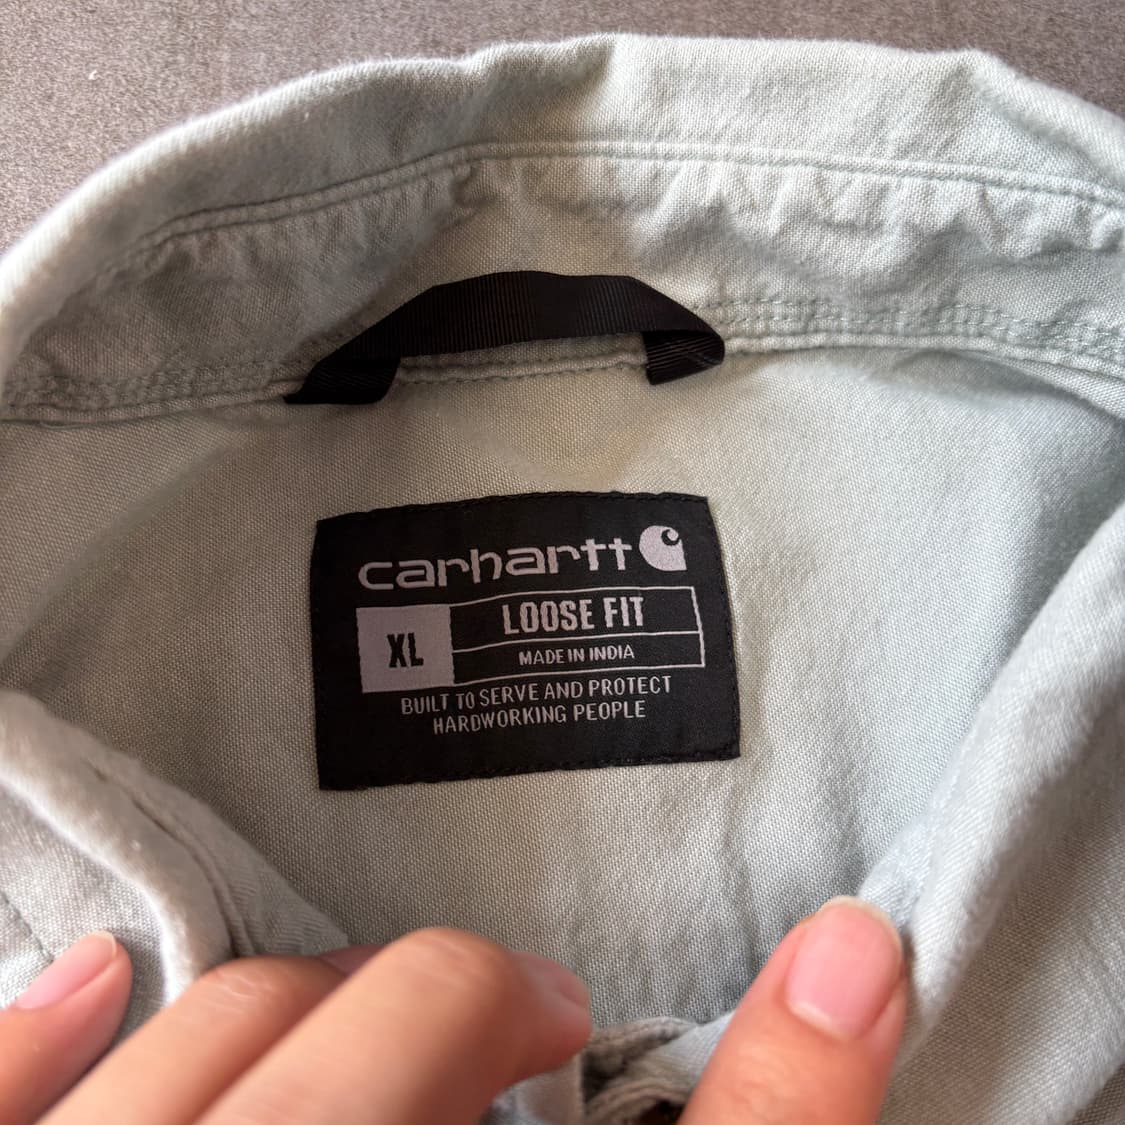 carhartt
XL
LOOSE FIT
MADE IN INDIA
BUILT TO SERVE AND PROTECT
HARDWORKING PEOPLE